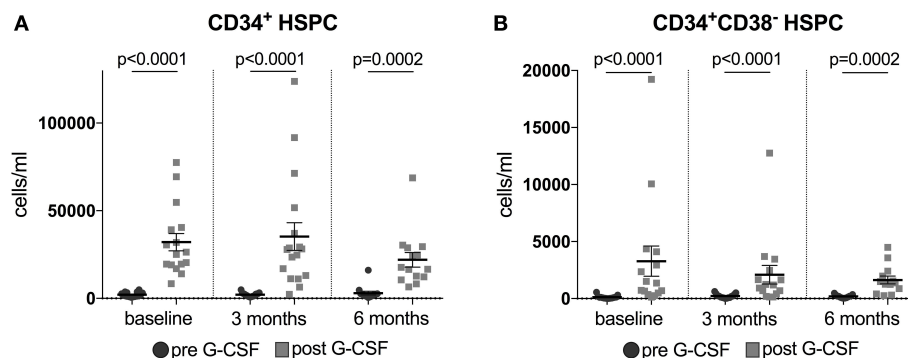 A
CD34+ HSPC
p<0.0001 p<0.0001 p=0.0002
cells/ml
100000
50000
0
baseline 3 months 6 months
pre G-CSF post G-CSF
B
CD34+CD38- HSPC
p<0.0001 p<0.0001 p=0.0002
cells/ml
20000
15000
10000
5000
0
baseline 3 months 6 months
pre G-CSF post G-CSF